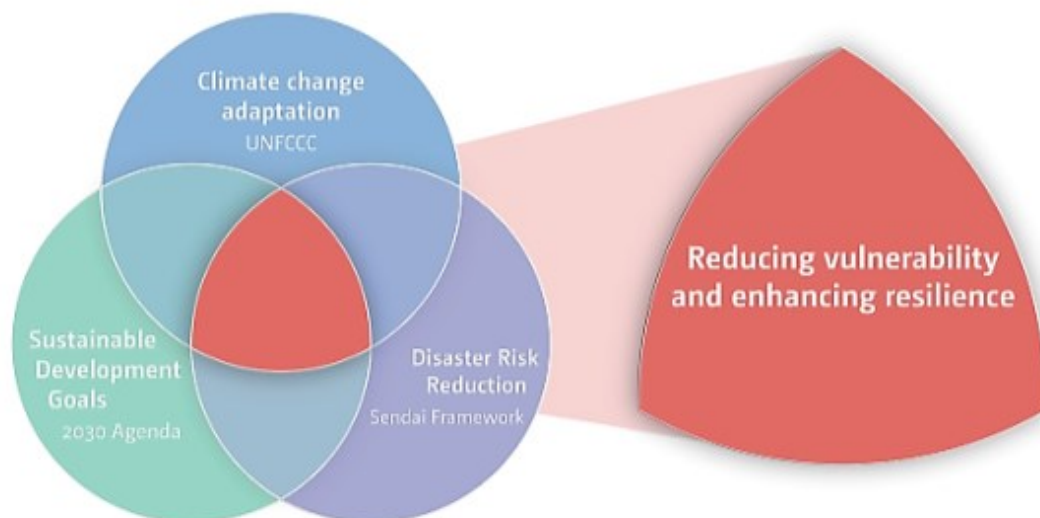 Climate change
adaptation
UNFCCC
Sustainable
Development
Goals
2030 Agenda
Disaster Risk
Reduction
Sendai Framework
Reducing vulnerability
and enhancing resilience